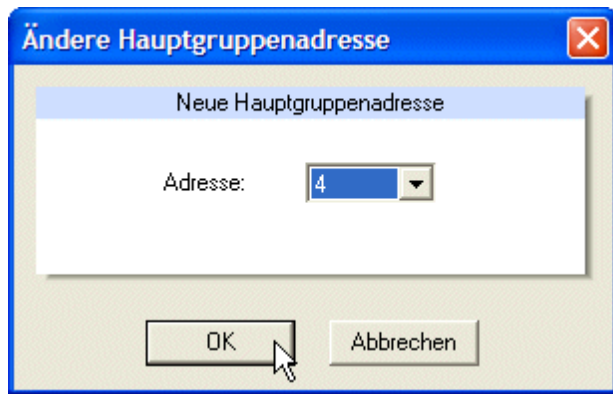 Ändere Hauptgruppenadresse
Neue Hauptgruppenadresse
Adresse: 4
OK Abbrechen